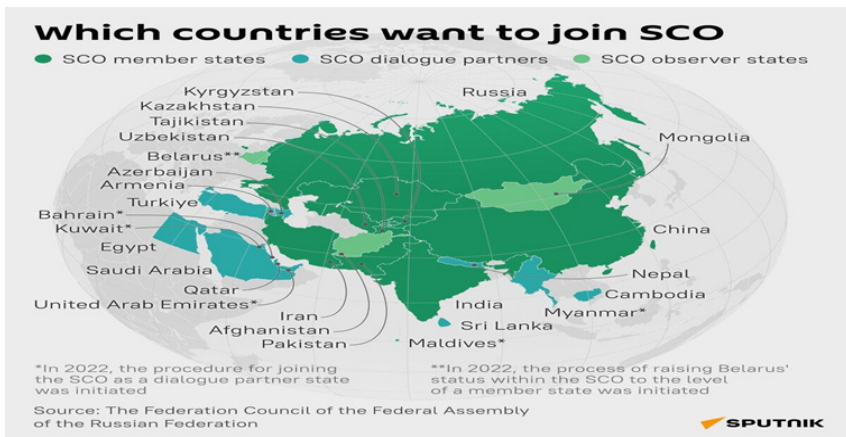 Which countries want to join SCO
SCO member states SCO dialogue partners SCO observer states
Kyrgyzstan
Russia
Kazakhstan
Tajikistan
Uzbekistan
Mongolia
Belarus**
Azerbaijan
Armenia
Turkiye
Bahrain*
Kuwait*
China
Egypt
Saudi Arabia
Nepal
Qatar
Cambodia
United Arab Emirates*
India
Myanmar*
Iran
Sri Lanka
Afghanistan
Pakistan
Maldives*
*In 2022, the procedure for joining
the SCO as a dialogue partner state
was initiated
**In 2022, the process of raising Belarus'
status within the SCO to the level
of a member state was initiated
Source: The Federation Council of the Federal Assembly
of the Russian Federation
SPUTNIK